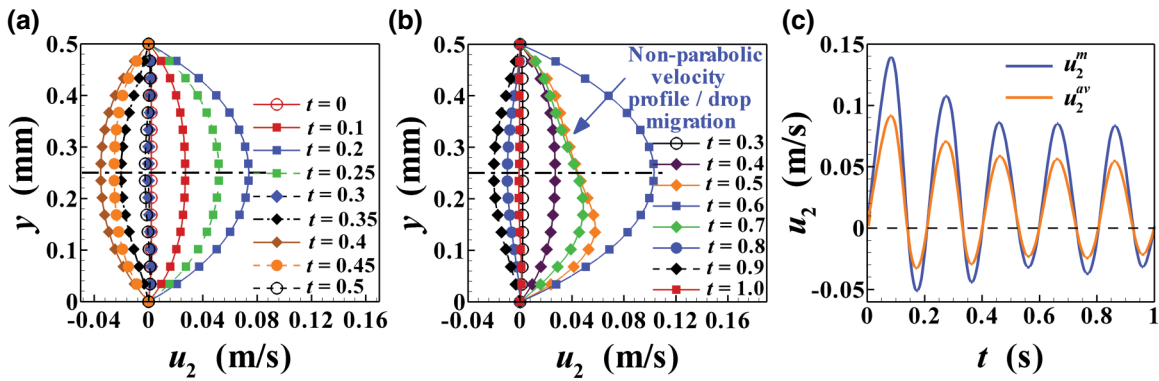 (a)
0.5
0.4
0.3
0.2
0.1
0
y (mm)
-0.04 0 0.04 0.08 0.12 0.16
u2 (m/s)
t = 0
t = 0.1
t = 0.2
t = 0.25
t = 0.3
t = 0.35
t = 0.4
t = 0.45
t = 0.5
(b)
0.5
0.4
0.3
0.2
0.1
0
y (mm)
-0.04 0 0.04 0.08 0.12 0.16
u2 (m/s)
Non-parabolic
velocity
profile / drop
migration
t = 0.3
t = 0.4
t = 0.5
t = 0.6
t = 0.7
t = 0.8
t = 0.9
t = 1.0
(c)
0.15
0.10
0.05
0
-0.05
u2 (m/s)
0 0.2 0.4 0.6 0.8 1
t (s)
u2^m
u2^av